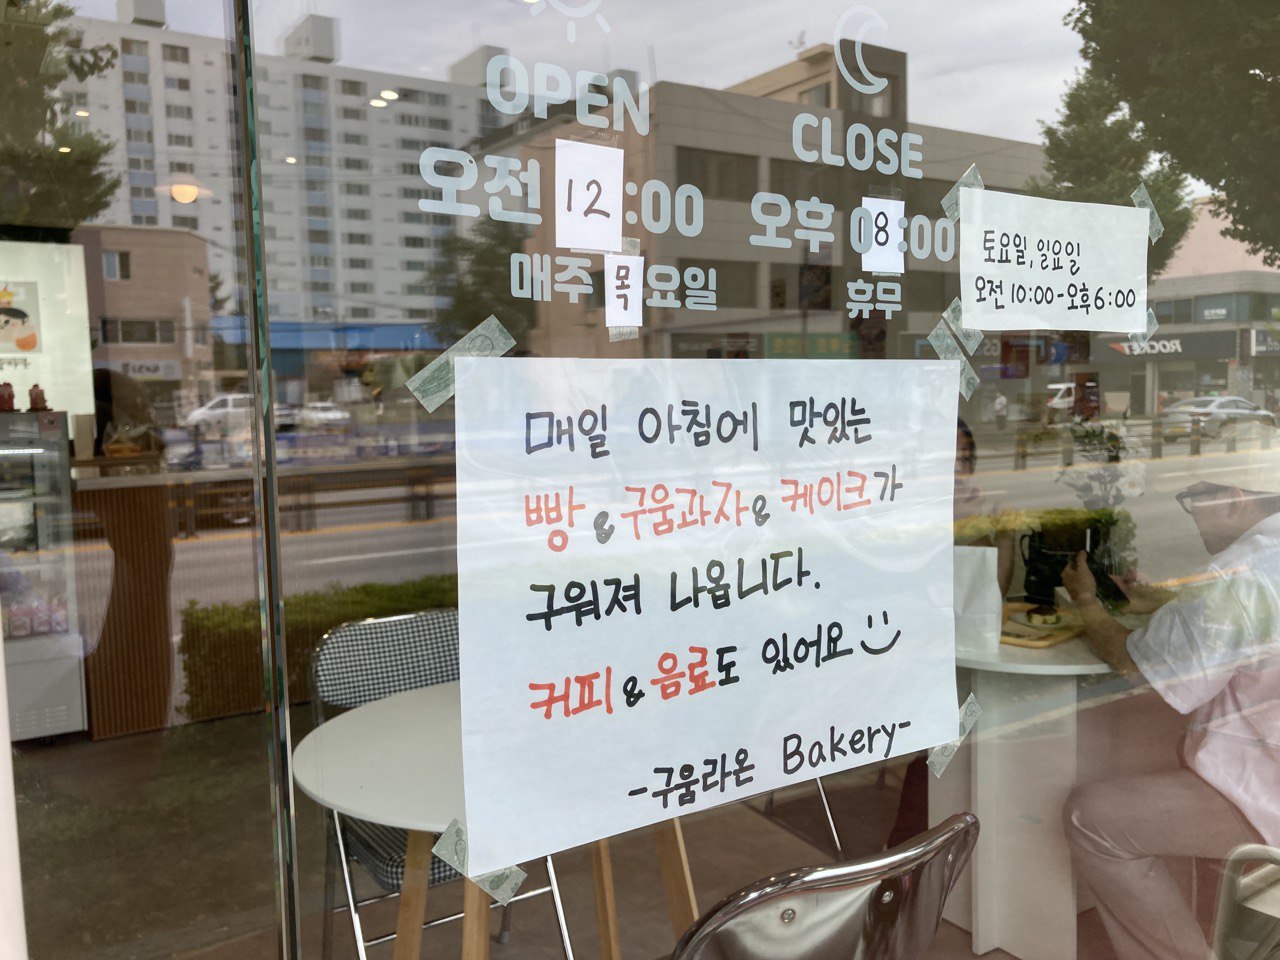 OPEN
오전 12:00
매주 목요일
CLOSE
오후 08:00
휴무
토요일, 일요일
오전 10:00-오후 6:00
매일 아침에 맛있는
빵 & 구움과자 & 케이크가
구워져 나옵니다.
커피 & 음료도 있어요
-구움라온 Bakery-
ROCKET